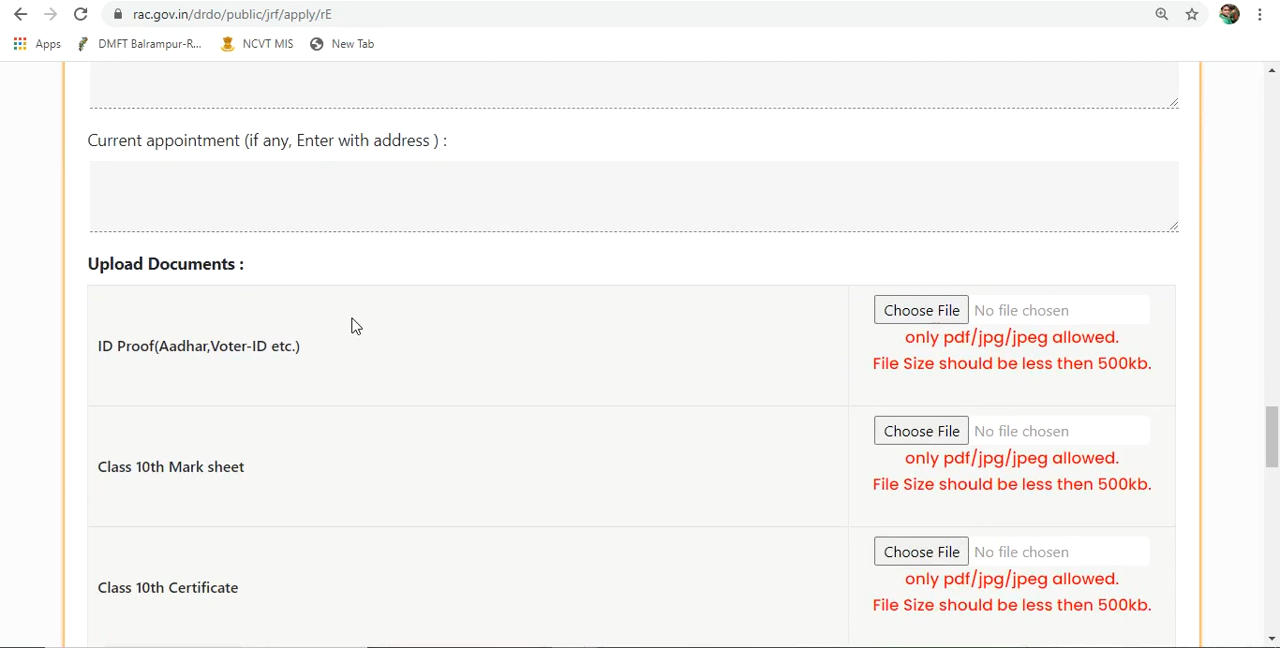 rac.gov.in/drdo/public/jrf/apply/rE
Apps DMFT Balrampur-R... NCVT MIS New Tab
Current appointment (if any, Enter with address ) :
Upload Documents :
ID Proof(Aadhar,Voter-ID etc.)
Choose File No file chosen
only pdf/jpg/jpeg allowed.
File Size should be less then 500kb.
Class 10th Mark sheet
Choose File No file chosen
only pdf/jpg/jpeg allowed.
File Size should be less then 500kb.
Class 10th Certificate
Choose File No file chosen
only pdf/jpg/jpeg allowed.
File Size should be less then 500kb.